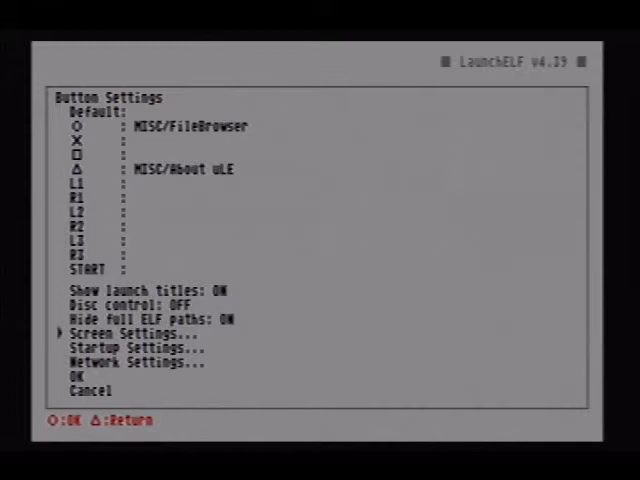 ■ LaunchELF v4.39 ■
Button Settings
Default:
○ : MISC/FileBrowser
× :
□ :
△ : MISC/About uLE
L1 :
R1 :
L2 :
R2 :
L3 :
R3 :
START :
Show launch titles: ON
Disc control: OFF
Hide full ELF paths: ON
Screen Settings...
Startup Settings...
Network Settings...
OK
Cancel
○:OK △:Return